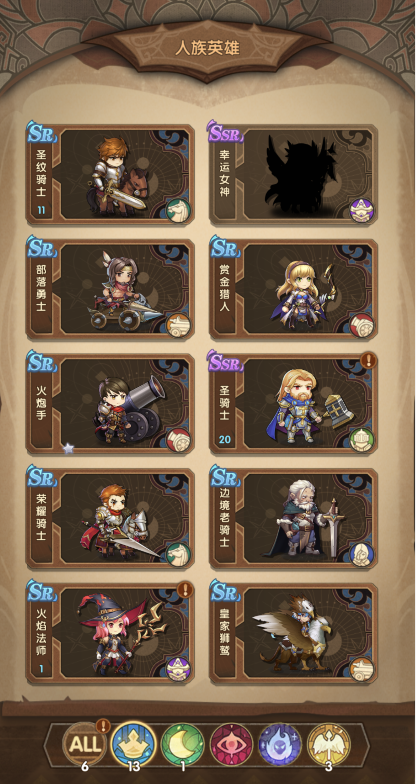 人族英雄
SR
圣纹骑士
11
SSR
幸运女神
SR
部落勇士
SR
赏金猎人
SR
火炮手
SSR
圣骑士
20
!
SR
荣耀骑士
SR
边境老骑士
SR
火焰法师
1
!
SR
皇家狮鹫
ALL
!
6
13
1
3